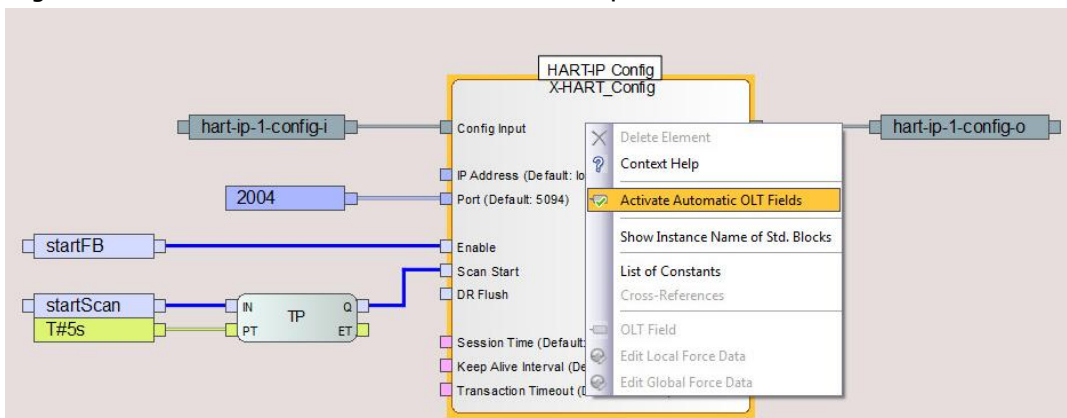 HART-IP Config
X-HART_Config
hart-ip-1-config-i
Config Input
hart-ip-1-config-o
IP Address (Default: lo
2004
Port (Default: 5094)
startFB
Enable
Scan Start
startScan
IN
Q
DR Flush
T#5s
PT
TP
ET
Session Time (Default:
Keep Alive Interval (De
Transaction Timeout (D
Delete Element
Context Help
Activate Automatic OLT Fields
Show Instance Name of Std. Blocks
List of Constants
Cross-References
OLT Field
Edit Local Force Data
Edit Global Force Data